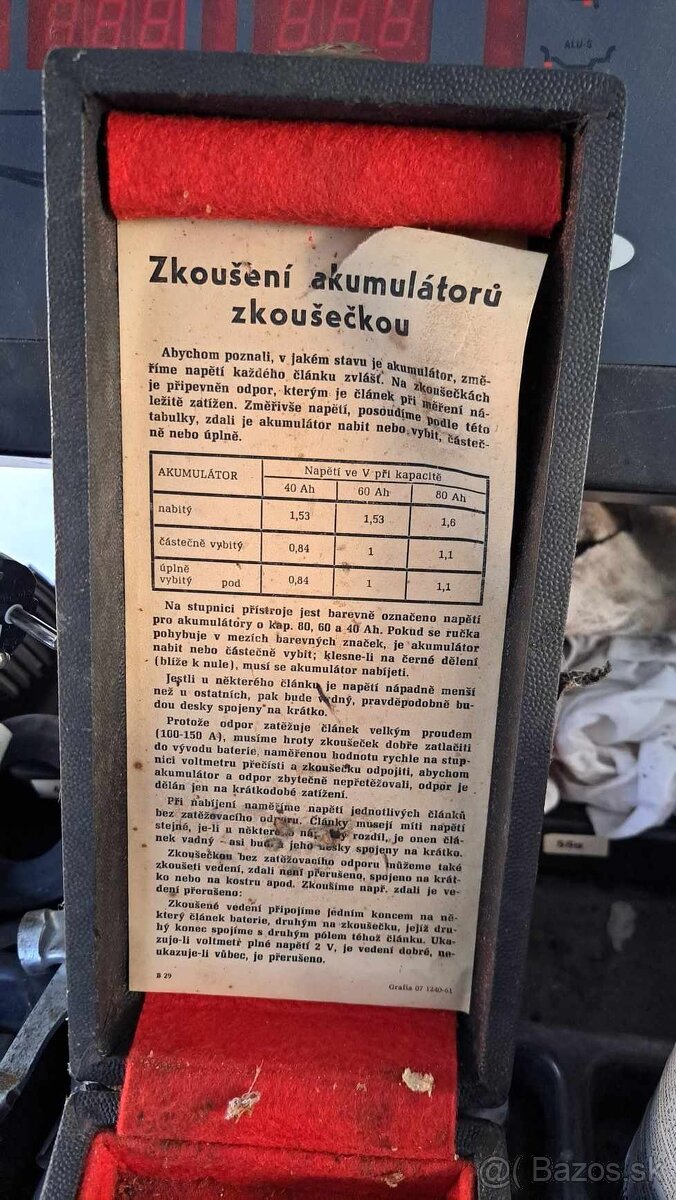 ALU-S
Zkoušení akumulátorů
zkoušečkou
Abychom poznali, v jakém stavu je akumulátor, změ-
říme napětí každého článku zvlášť. Na zkoušečkách
je připevněn odpor, kterým je článek při měření ná-
ležitě zatížen. Změřivše napětí, posoudíme podle této
tabulky, zdali je akumulátor nabit nebo vybit, částeč-
ně nebo úplně.
AKUMULÁTOR Napětí ve V při kapacitě
40 Ah 60 Ah 80 Ah
nabitý 1,53 1,53 1,6
částečně vybitý 0,84 1 1,1
úplně
vybitý pod 0,84 1 1,1
Na stupnici přístroje jest barevně označeno napětí
pro akumulátory o kap. 80, 60 a 40 Ah. Pokud se ručka
pohybuje v mezích barevných značek, je akumulátor
nabit nebo částečně vybit; klesne-li na černé dělení
(blíže k nule), musí se akumulátor nabíjeti.
Jestli u některého článku je napětí nápadně menší
než u ostatních, pak bude vadný, pravděpodobně bu-
dou desky spojeny na krátko.
Protože odpor zatěžuje článek velkým proudem
(100-150 A), musíme hroty zkoušeček dobře zatlačiti
do vývodu baterie, naměřenou hodnotu rychle na stup-
nici voltmetru přečísti a zkoušečku odpojiti, abychom
akumulátor a odpor zbytečně nepřetěžovali, odpor je
dělán jen na krátkodobé zatížení.
Při nabíjení naměříme napětí jednotlivých článků
bez zatěžovacího odporu. Články musejí míti napětí
stejné, je-li u některého rozdíl, je onen člá-
nek vadný - asi budou jeho desky spojeny na krátko.
Zkoušečkou bez zatěžovacího odporu můžeme také
zkoušeti vedení, zdali není přerušeno, spojeno na krát-
ko nebo na kostru apod. Zkoušíme např. zdali je ve-
dení přerušeno:
Zkoušené vedení připojíme jedním koncem na ně-
který článek baterie, druhým na zkoušečku, jejíž dru-
hý konec spojíme s druhým pólem téhož článku. Uka-
zuje-li voltmetr plné napětí 2 V, je vedení dobré, ne-
ukazuje-li vůbec, je přerušeno.
B 29 Grafia 07 1240-61
@( Bazos.sk